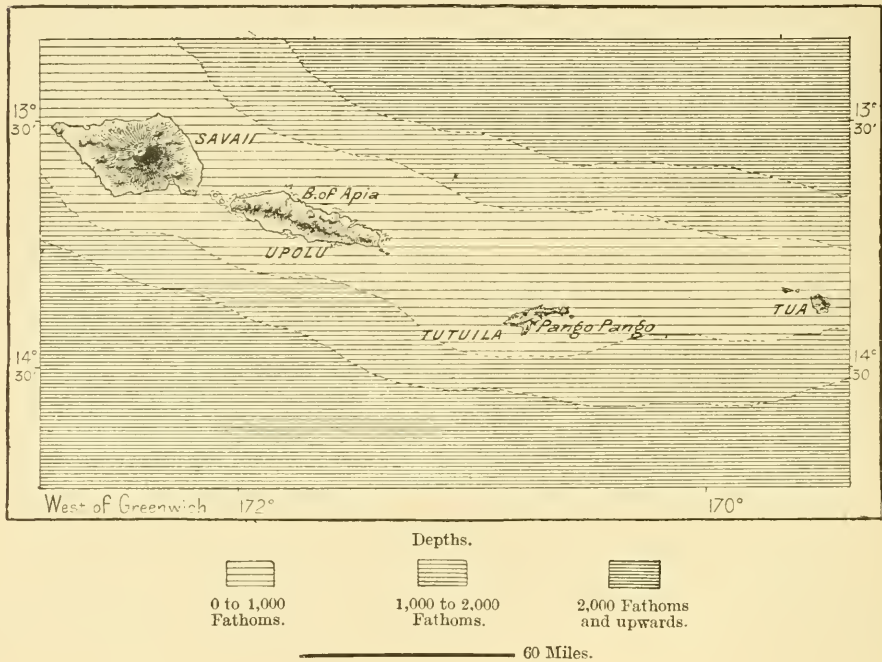 13°
30′
13°
30′
SAVAII
B. of Apia
UPOLU
TUTUILA
Pango Pango
TUA
14°
30′
14°
30
West of Greenwich 172° 170°
Depths.
0 to 1,000
Fathoms.
1,000 to 2,000
Fathoms.
2,000 Fathoms
and upwards.
60 Miles.